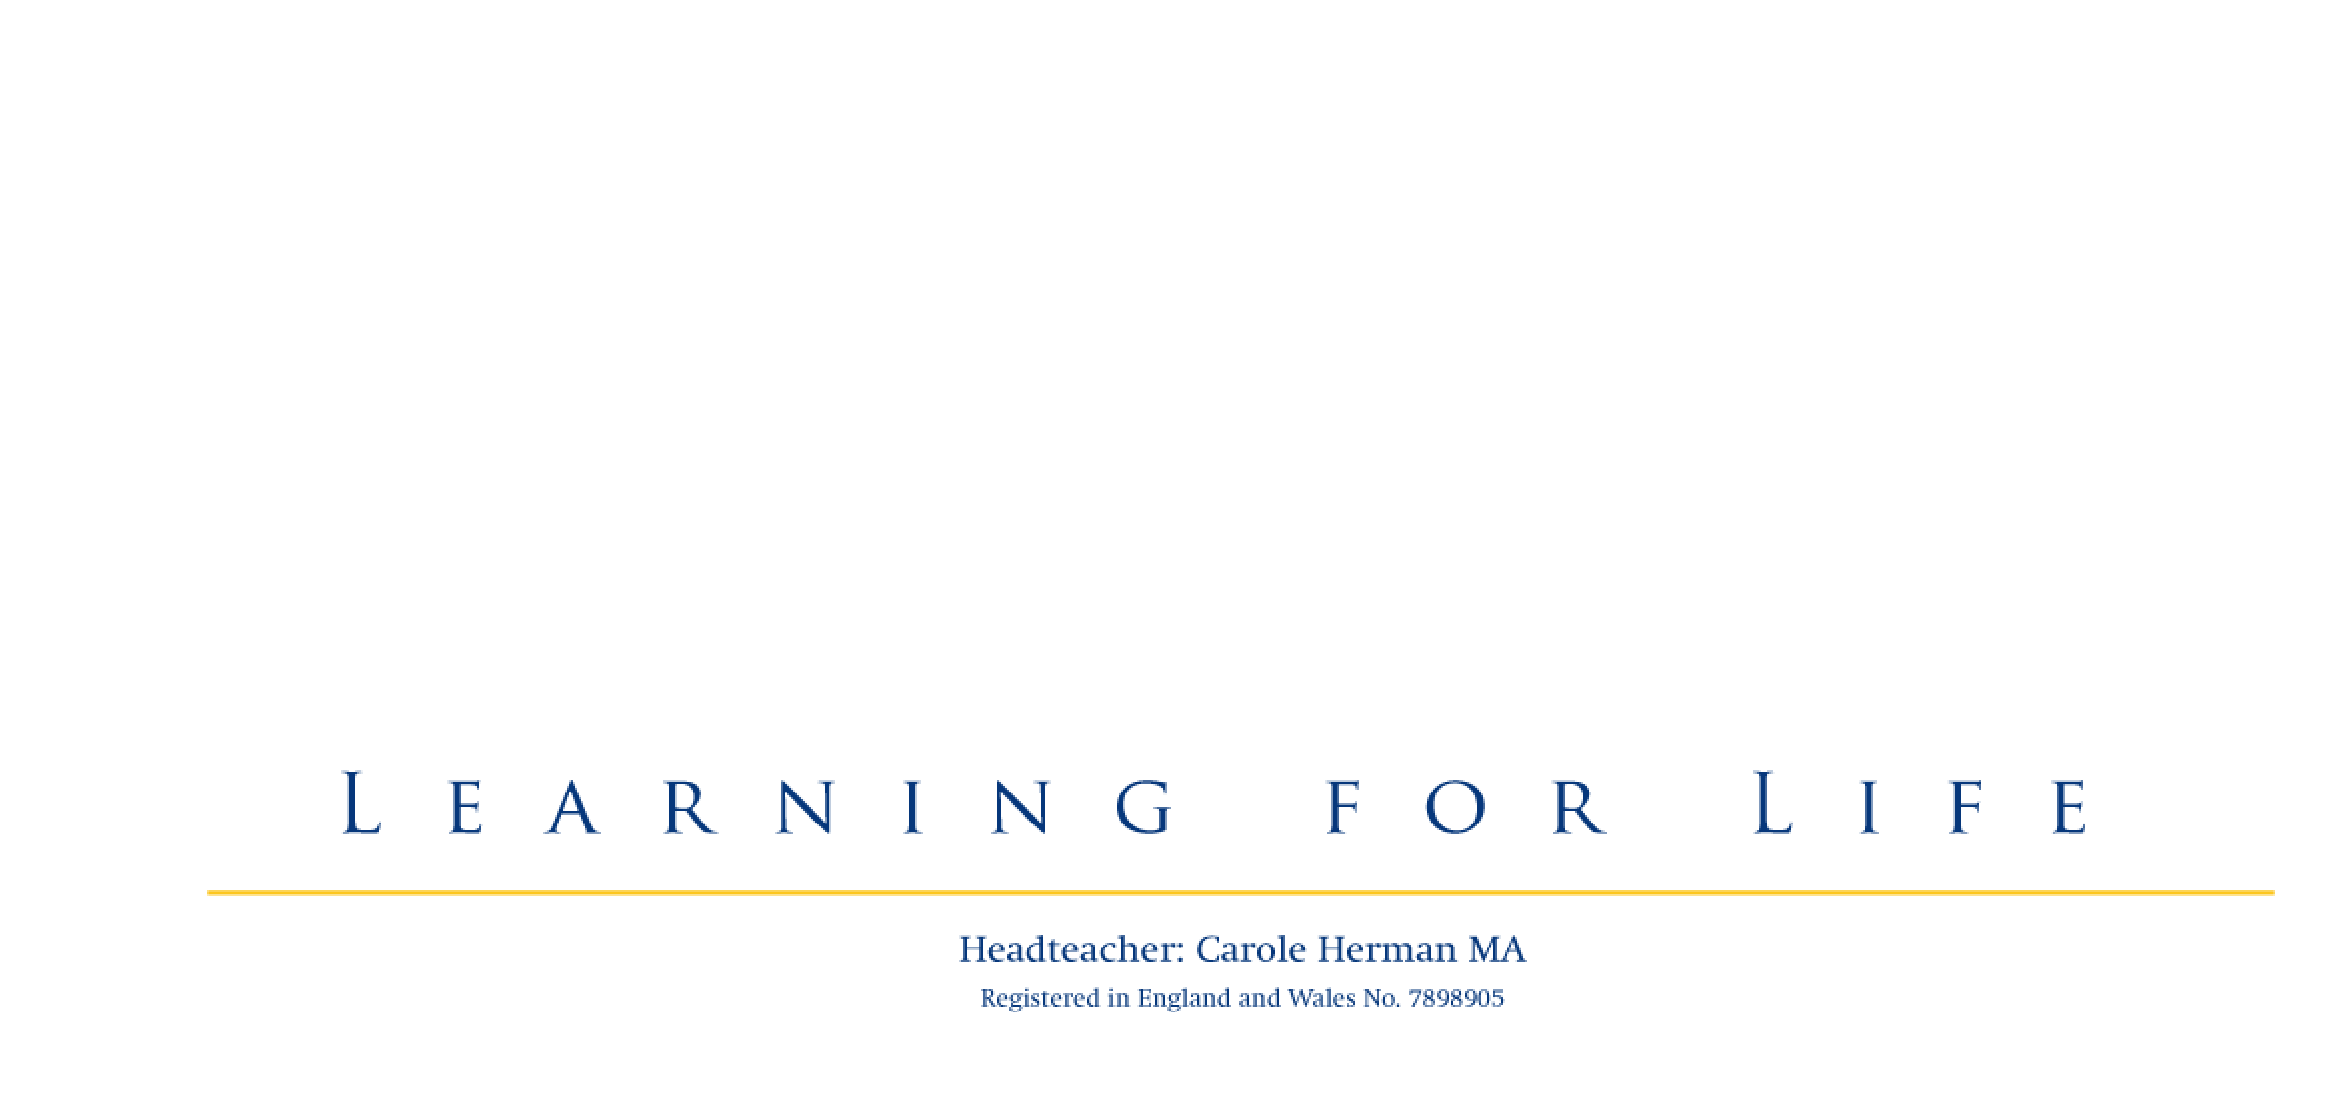 Learning for Life
Headteacher: Carole Herman MA
Registered in England and Wales No. 7898905